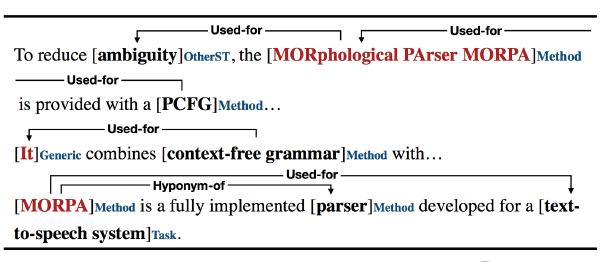 Used-for Used-for
To reduce [ambiguity]OtherST, the [MORphological PArser MORPA]Method
Used-for
is provided with a [PCFG]Method…
Used-for
[It]Generic combines [context-free grammar]Method with…
Used-for
Hyponym-of
[MORPA]Method is a fully implemented [parser]Method developed for a [text-
to-speech system]Task.